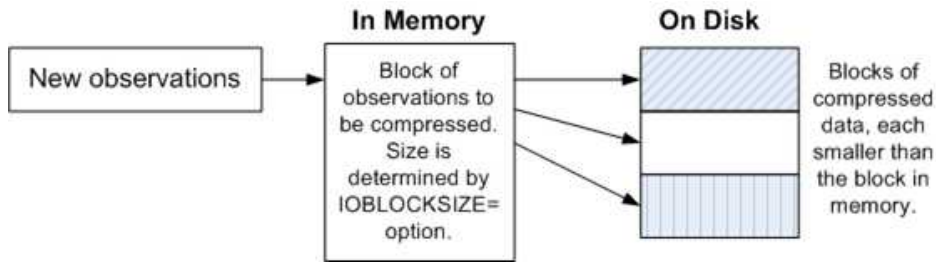 In Memory
On Disk
New observations
Block of
observations to
be compressed.
Size is
determined by
IOBLOCKSIZE=
option.
Blocks of
compressed
data, each
smaller than
the block in
memory.